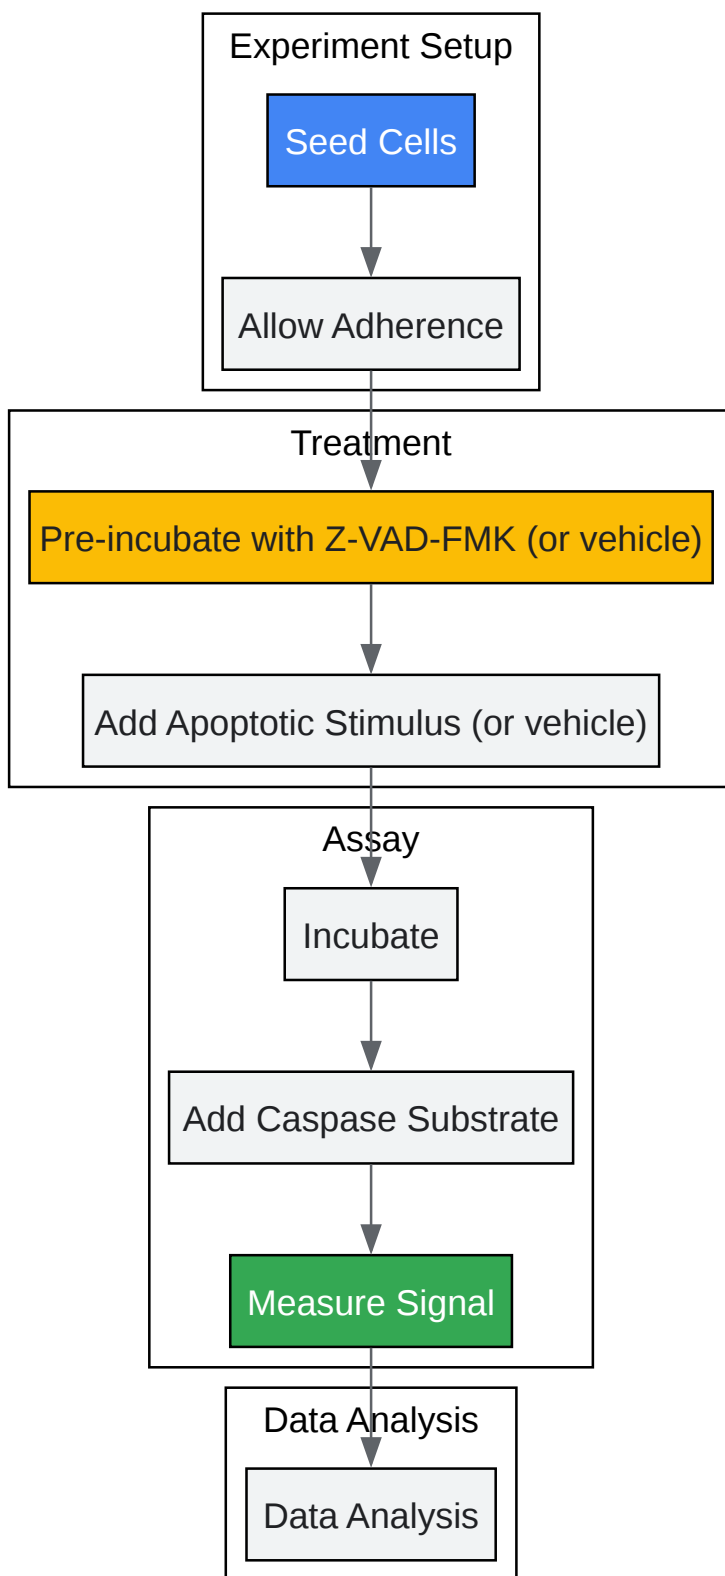 Experiment Setup
Seed Cells
Allow Adherence
Treatment
Pre-incubate with Z-VAD-FMK (or vehicle)
Add Apoptotic Stimulus (or vehicle)
Assay
Incubate
Add Caspase Substrate
Measure Signal
Data Analysis
Data Analysis